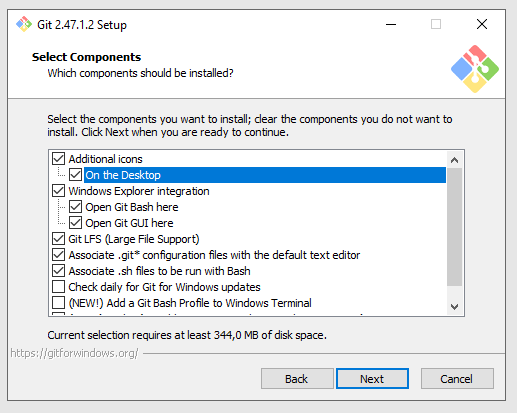 Git 2.47.1.2 Setup
Select Components
Which components should be installed?
Select the components you want to install; clear the components you do not want to
install. Click Next when you are ready to continue.
Additional icons
On the Desktop
Windows Explorer integration
Open Git Bash here
Open Git GUI here
Git LFS (Large File Support)
Associate .git* configuration files with the default text editor
Associate .sh files to be run with Bash
Check daily for Git for Windows updates
(NEW!) Add a Git Bash Profile to Windows Terminal
Current selection requires at least 344,0 MB of disk space.
https://gitforwindows.org/
Back
Next
Cancel